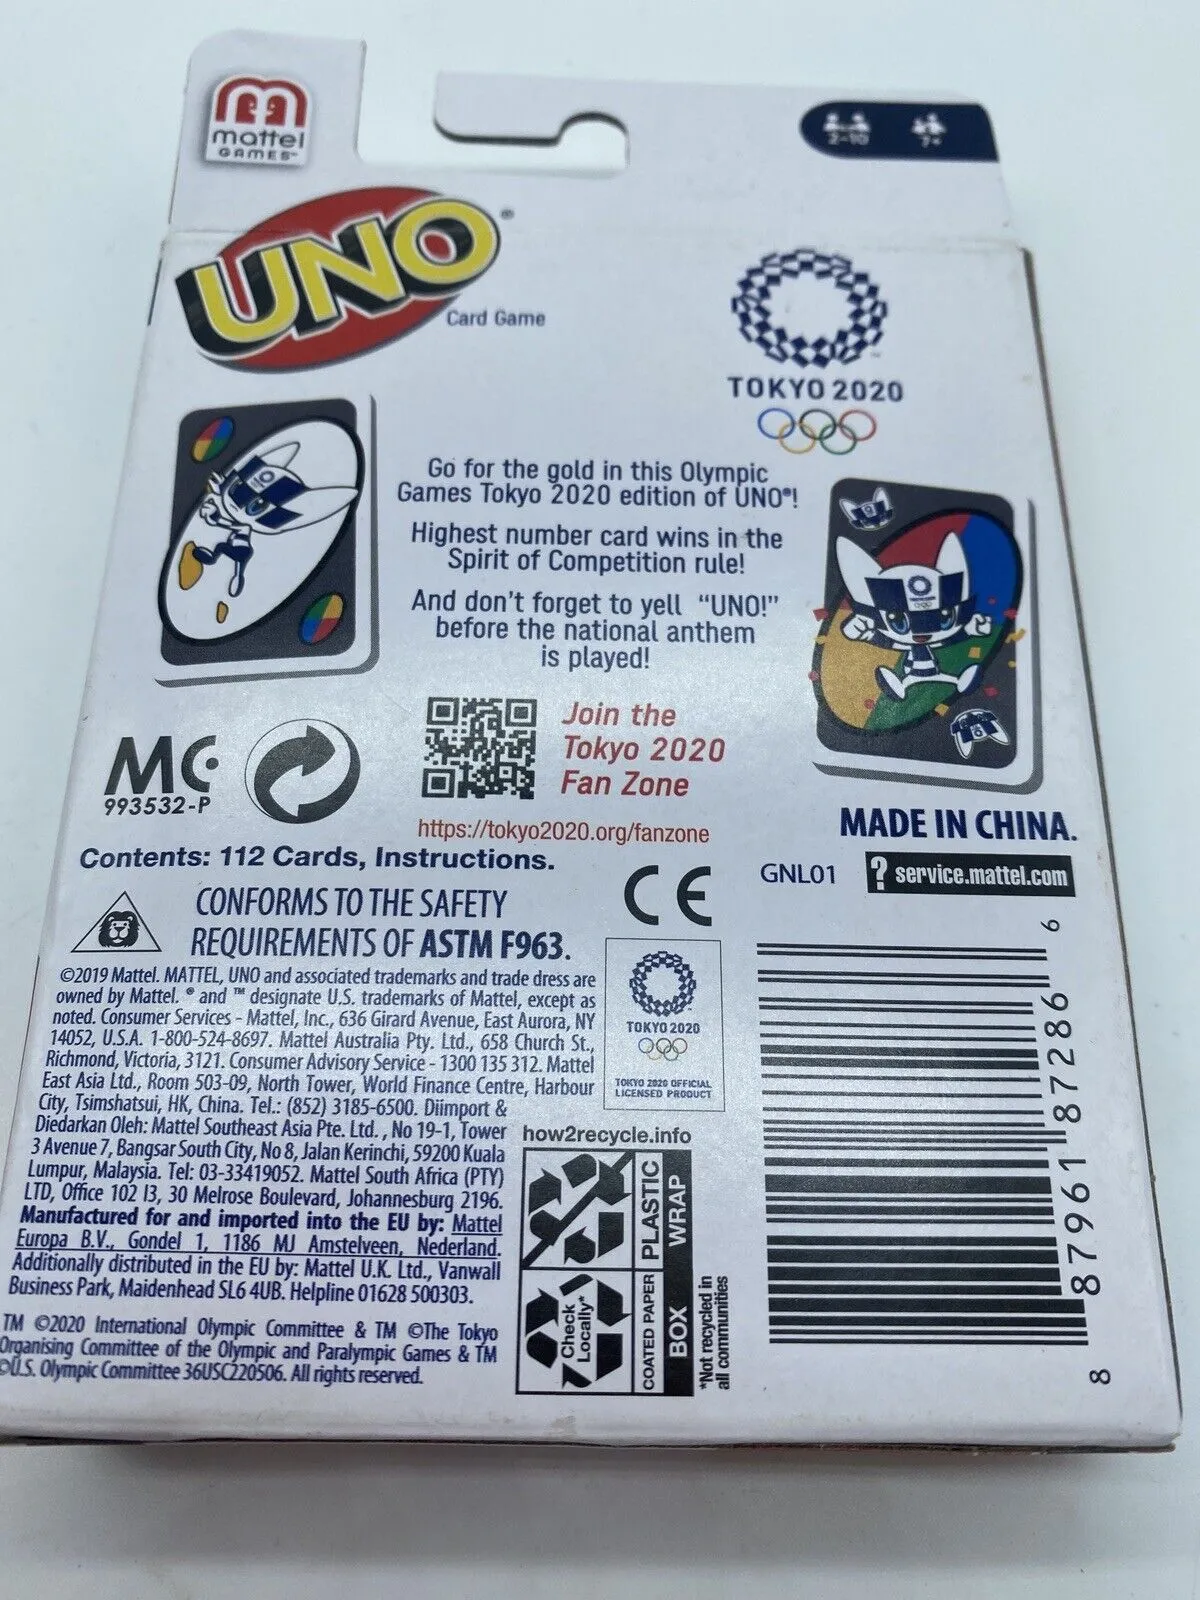 mattel
GAMES™
2-10
7+
UNO®
Card Game
TOKYO 2020
Go for the gold in this Olympic
Games Tokyo 2020 edition of UNO®!
Highest number card wins in the
Spirit of Competition rule!
And don't forget to yell "UNO!"
before the national anthem
is played!
Join the
Tokyo 2020
Fan Zone
https://tokyo2020.org/fanzone
MC
993532-P
MADE IN CHINA.
Contents: 112 Cards, Instructions.
CE
GNL01
? service.mattel.com
CONFORMS TO THE SAFETY
REQUIREMENTS OF ASTM F963.
©2019 Mattel. MATTEL, UNO and associated trademarks and trade dress are
owned by Mattel. ® and ™ designate U.S. trademarks of Mattel, except as
noted. Consumer Services - Mattel, Inc., 636 Girard Avenue, East Aurora, NY
14052, U.S.A. 1-800-524-8697. Mattel Australia Pty. Ltd., 658 Church St.,
Richmond, Victoria, 3121. Consumer Advisory Service - 1300 135 312. Mattel
East Asia Ltd., Room 503-09, North Tower, World Finance Centre, Harbour
City, Tsimshatsui, HK, China. Tel.: (852) 3185-6500. Diimport &
Diedarkan Oleh: Mattel Southeast Asia Pte. Ltd., No 19-1, Tower
3 Avenue 7, Bangsar South City, No 8, Jalan Kerinchi, 59200 Kuala
Lumpur, Malaysia. Tel: 03-33419052. Mattel South Africa (PTY)
LTD, Office 102 I3, 30 Melrose Boulevard, Johannesburg 2196.
Manufactured for and imported into the EU by: Mattel
Europa B.V., Gondel 1, 1186 MJ Amstelveen, Nederland.
Additionally distributed in the EU by: Mattel U.K. Ltd., Vanwall
Business Park, Maidenhead SL6 4UB. Helpline 01628 500303.
TM ©2020 International Olympic Committee & TM ©The Tokyo
Organising Committee of the Olympic and Paralympic Games & TM
©U.S. Olympic Committee 36USC220506. All rights reserved.
TOKYO 2020
TOKYO 2020 OFFICIAL
LICENSED PRODUCT
how2recycle.info
PLASTIC
WRAP
Check
Locally*
COATED PAPER
BOX
*Not recycled in
all communities
8 87961 87286 6